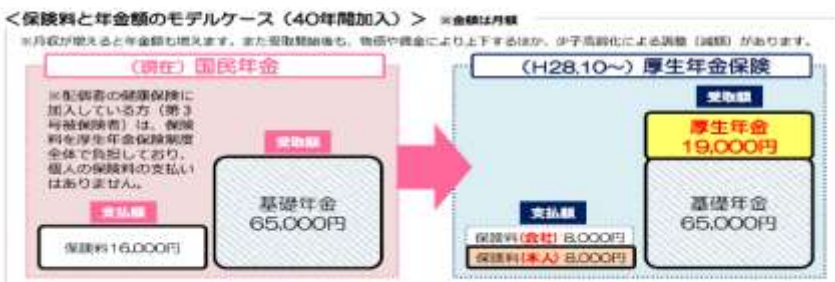 <保険料と年金額のモデルケース（40年間加入）> ※金額は月額
※月収が増えると年金額も増えます。また受取開始後も、物価や賃金により上下するほか、少子高齢化による調整（減額）があります。
（現在）国民年金
※配偶者の健康保険に
加入している方（第３
号被保険者）は、保険
料を厚生年金保険制度
全体で負担しており、
個人の保険料の支払い
はありません。
受取額
基礎年金
65,000円
支払額
保険料16,000円
（H28.10～）厚生年金保険
受取額
厚生年金
19,000円
基礎年金
65,000円
支払額
保険料(会社) 8,000円
保険料(本人) 8,000円